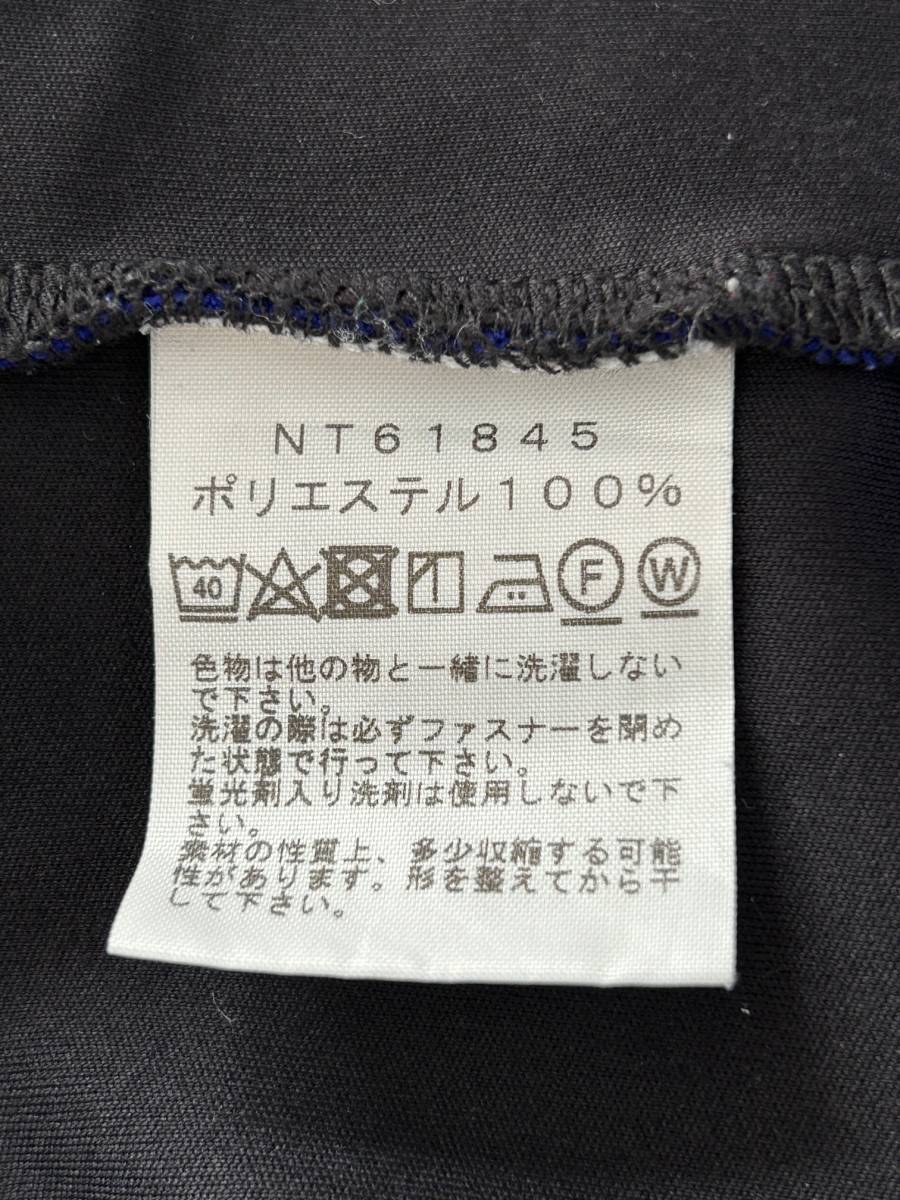 NT61845
ポリエステル100%
40 F W
色物は他の物と一緒に洗濯しない
で下さい。
洗濯の際は必ずファスナーを閉め
た状態で行って下さい。
蛍光剤入り洗剤は使用しないで下
さい。
素材の性質上、多少収縮する可能
性があります。形を整えてから干
して下さい。